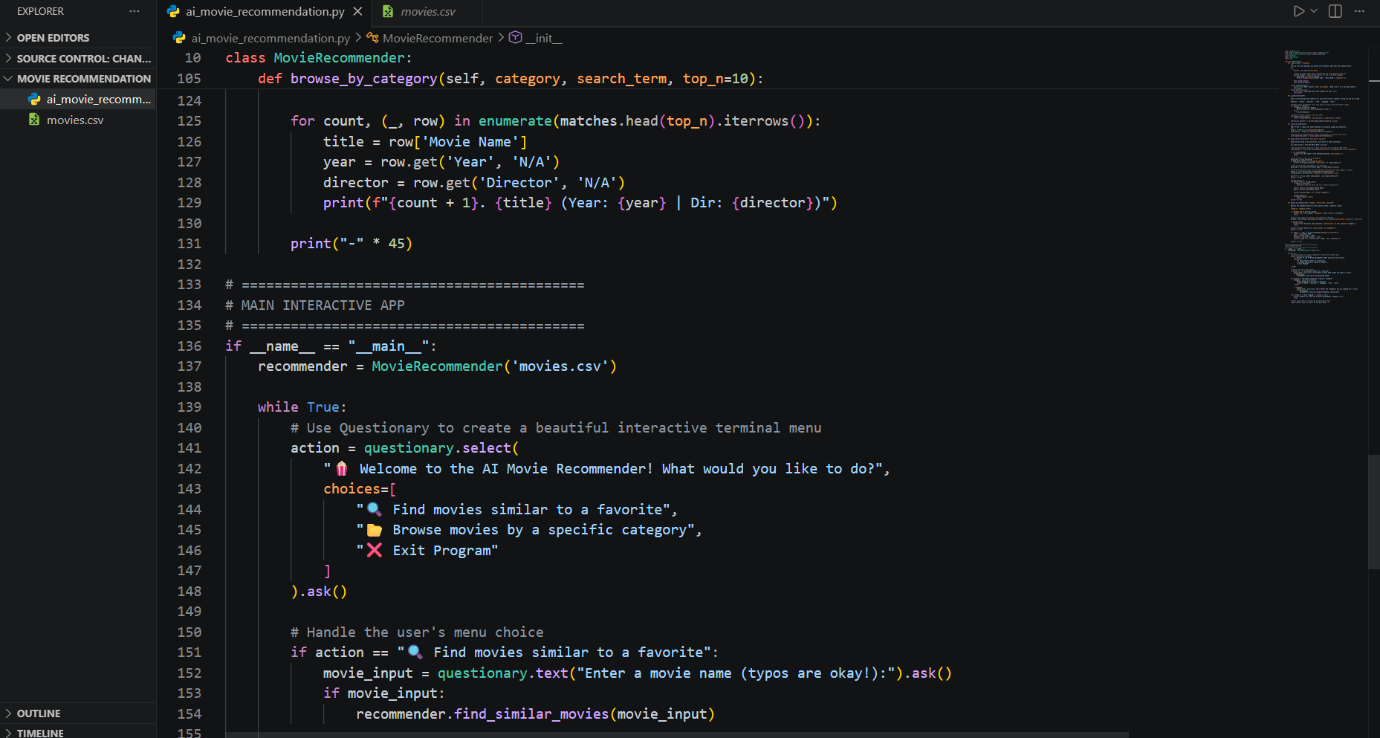 EXPLORER
OPEN EDITORS
SOURCE CONTROL: CHAN...
MOVIE RECOMMENDATION
ai_movie_recomm...
movies.csv
OUTLINE
TIMELINE
ai_movie_recommendation.py
movies.csv
ai_movie_recommendation.py > MovieRecommender > __init__
10 class MovieRecommender:
105     def browse_by_category(self, category, search_term, top_n=10):
124
125         for count, (_, row) in enumerate(matches.head(top_n).iterrows()):
126             title = row['Movie Name']
127             year = row.get('Year', 'N/A')
128             director = row.get('Director', 'N/A')
129             print(f"{count + 1}. {title} (Year: {year} | Dir: {director})")
130
131         print("-" * 45)
132
133 # ==========================================
134 # MAIN INTERACTIVE APP
135 # ==========================================
136 if __name__ == "__main__":
137     recommender = MovieRecommender('movies.csv')
138
139     while True:
140         # Use Questionary to create a beautiful interactive terminal menu
141         action = questionary.select(
142             "🍿 Welcome to the AI Movie Recommender! What would you like to do?",
143             choices=[
144                 "🔍 Find movies similar to a favorite",
145                 "📂 Browse movies by a specific category",
146                 "❌ Exit Program"
147             ]
148         ).ask()
149
150         # Handle the user's menu choice
151         if action == "🔍 Find movies similar to a favorite":
152             movie_input = questionary.text("Enter a movie name (typos are okay!):").ask()
153             if movie_input:
154                 recommender.find_similar_movies(movie_input)
155